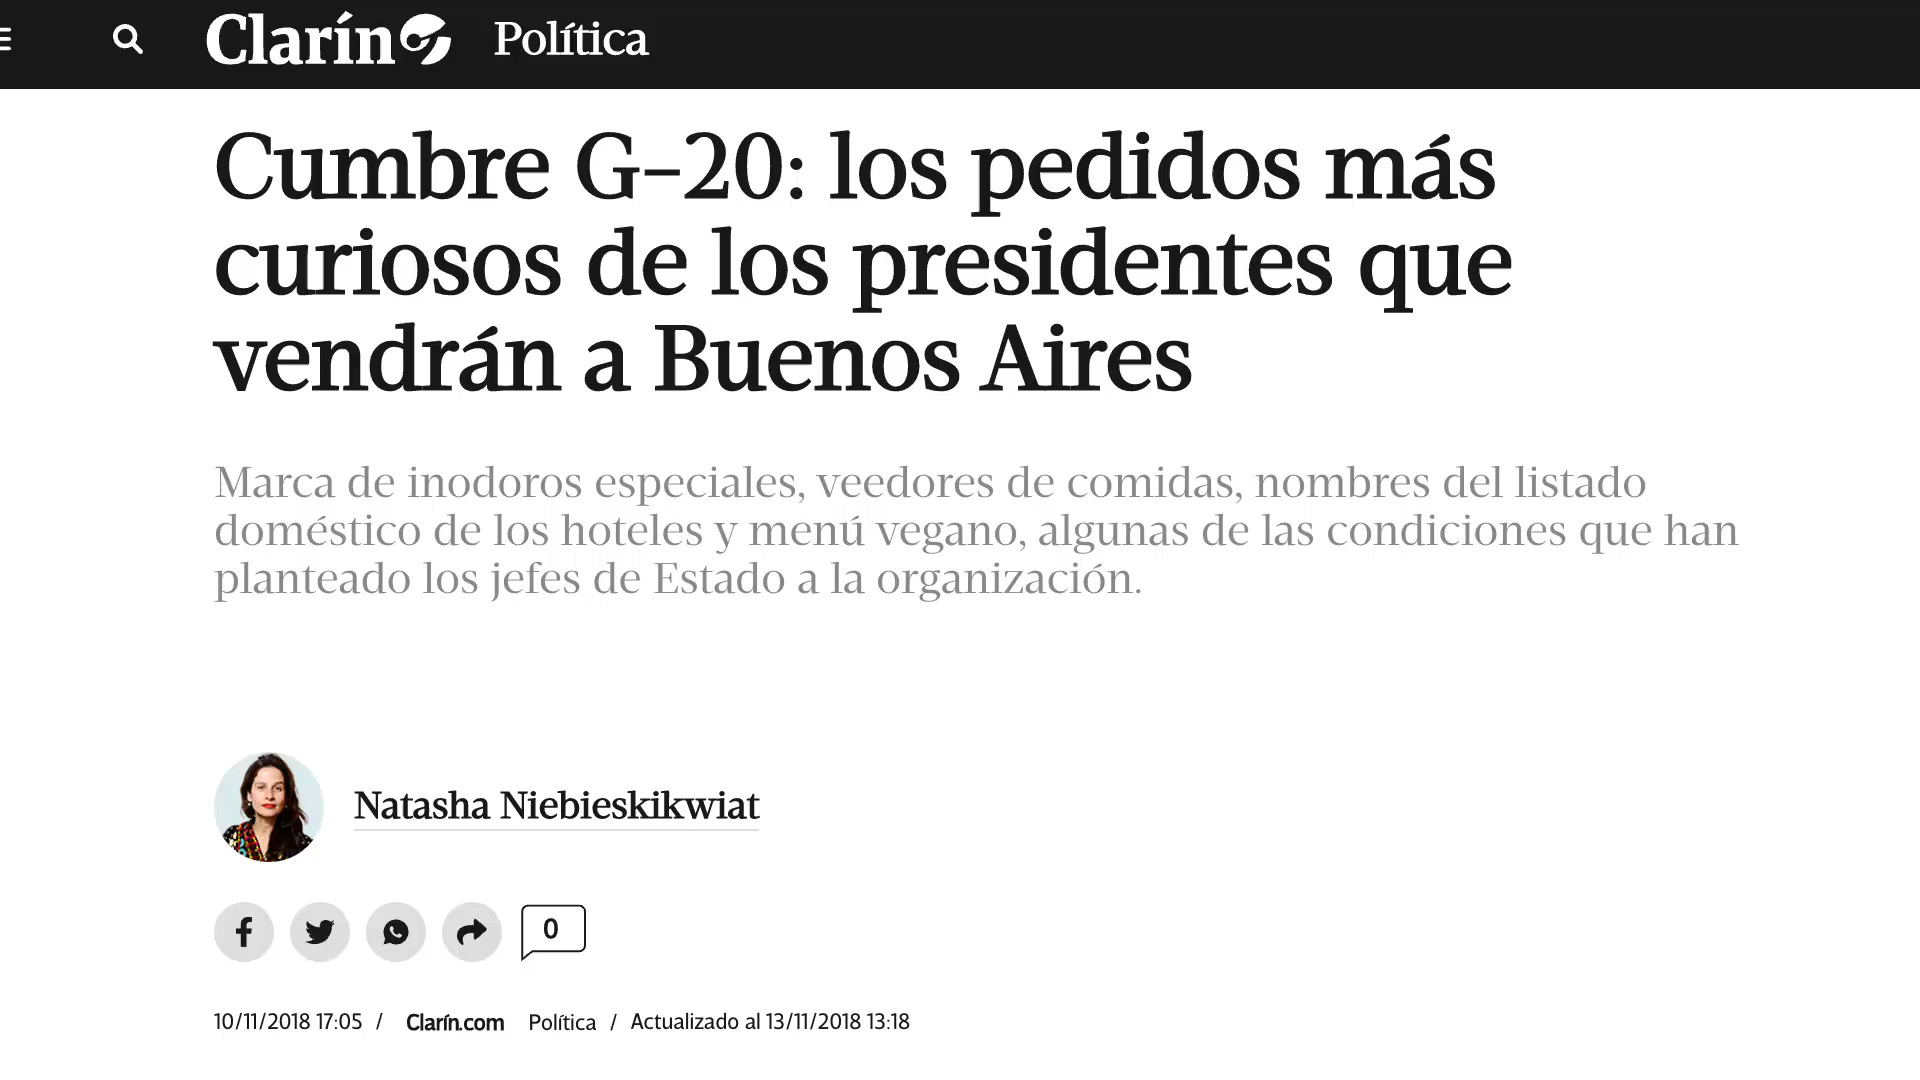 Clarín Política
Cumbre G-20: los pedidos más
curiosos de los presidentes que
vendrán a Buenos Aires
Marca de inodoros especiales, veedores de comidas, nombres del listado
doméstico de los hoteles y menú vegano, algunas de las condiciones que han
planteado los jefes de Estado a la organización.
Natasha Niebieskikwiat
0
10/11/2018 17:05 / Clarín.com Política / Actualizado al 13/11/2018 13:18